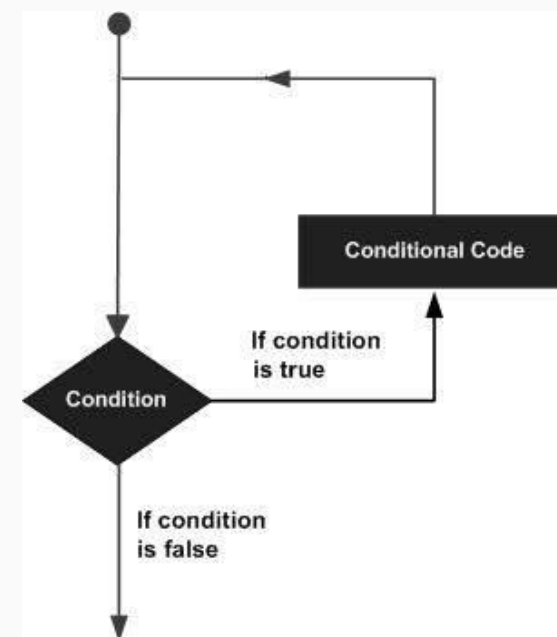 Conditional Code
If condition
is true
Condition
If condition
is false